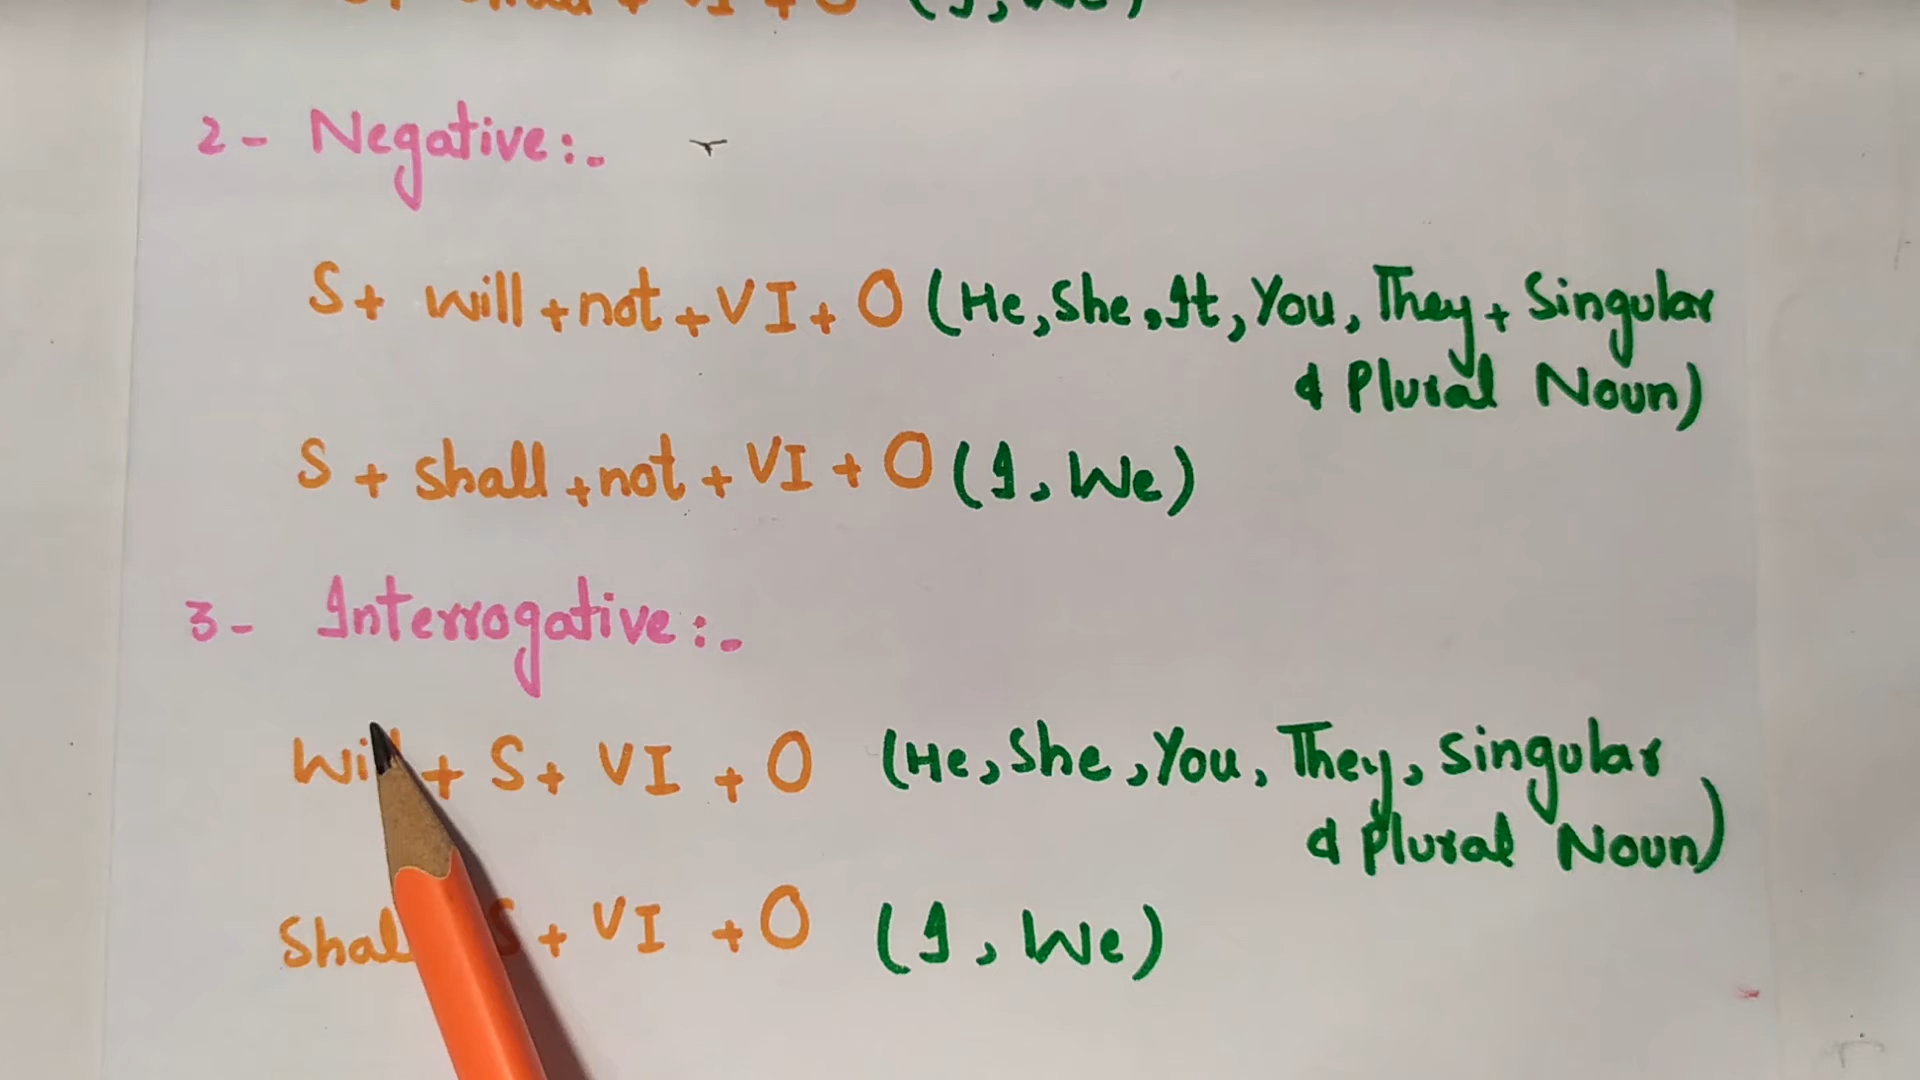 2- Negative:-
S+ will +not +VI + O (He, She, It, You, They + Singular
& Plural Noun)
S + shall +not + VI + O (I, We)
3- Interrogative:-
Will + S + VI + O (He, She, You, They, Singular
& Plural Noun)
S + VI + O (I, We)